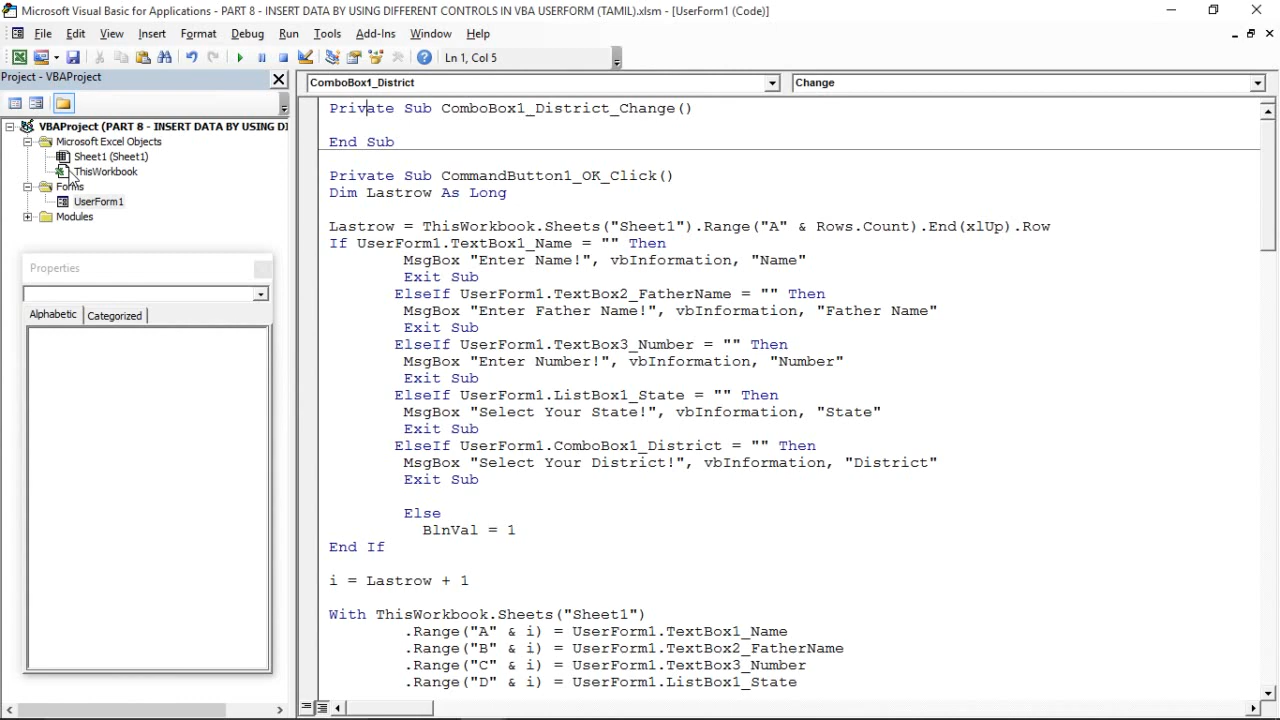 Microsoft Visual Basic for Applications - PART 8 - INSERT DATA BY USING DIFFERENT CONTROLS IN VBA USERFORM (TAMIL).xlsm - [UserForm1 (Code)]
File Edit View Insert Format Debug Run Tools Add-Ins Window Help
Ln 1, Col 5
Project - VBAProject
VBAProject (PART 8 - INSERT DATA BY USING DI
Microsoft Excel Objects
Sheet1 (Sheet1)
ThisWorkbook
Forms
UserForm1
Modules
Properties
Alphabetic Categorized
ComboBox1_District Change
Private Sub ComboBox1_District_Change()
End Sub
Private Sub CommandButton1_OK_Click()
Dim Lastrow As Long
Lastrow = ThisWorkbook.Sheets("Sheet1").Range("A" & Rows.Count).End(xlUp).Row
If UserForm1.TextBox1_Name = "" Then
MsgBox "Enter Name!", vbInformation, "Name"
Exit Sub
ElseIf UserForm1.TextBox2_FatherName = "" Then
MsgBox "Enter Father Name!", vbInformation, "Father Name"
Exit Sub
ElseIf UserForm1.TextBox3_Number = "" Then
MsgBox "Enter Number!", vbInformation, "Number"
Exit Sub
ElseIf UserForm1.ListBox1_State = "" Then
MsgBox "Select Your State!", vbInformation, "State"
Exit Sub
ElseIf UserForm1.ComboBox1_District = "" Then
MsgBox "Select Your District!", vbInformation, "District"
Exit Sub
Else
BlnVal = 1
End If
i = Lastrow + 1
With ThisWorkbook.Sheets("Sheet1")
.Range("A" & i) = UserForm1.TextBox1_Name
.Range("B" & i) = UserForm1.TextBox2_FatherName
.Range("C" & i) = UserForm1.TextBox3_Number
.Range("D" & i) = UserForm1.ListBox1_State